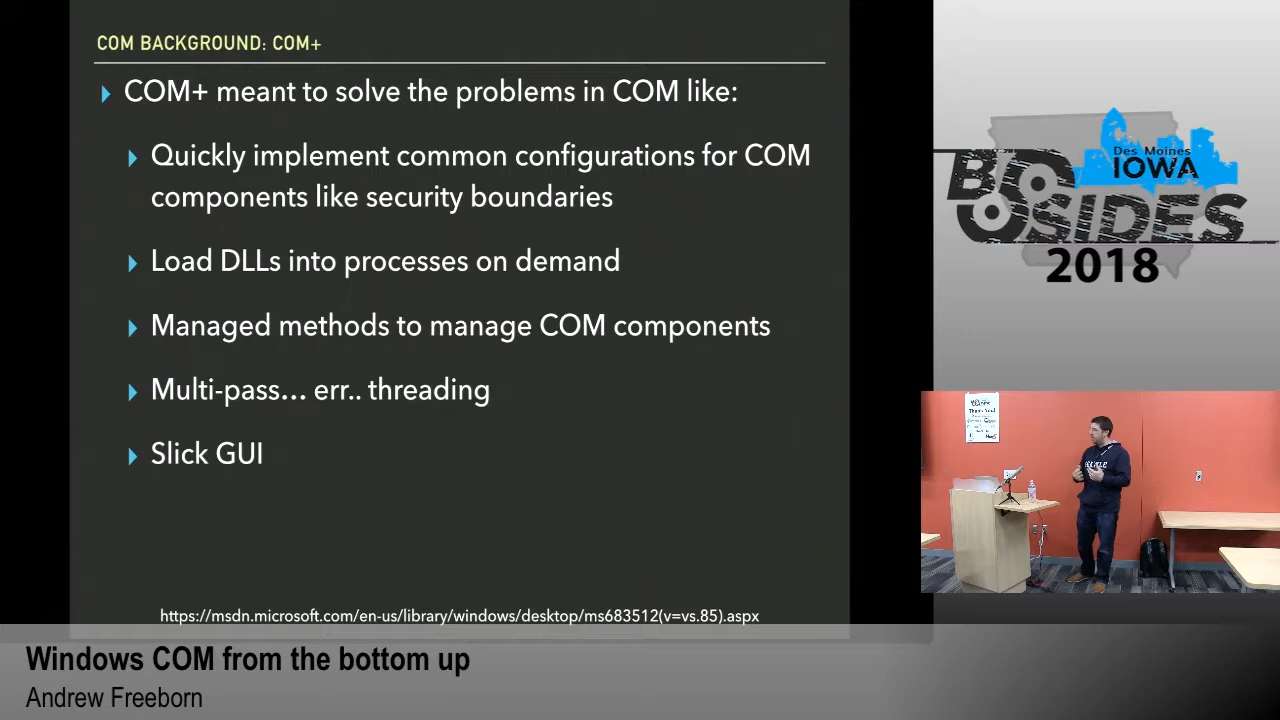 COM BACKGROUND: COM+
COM+ meant to solve the problems in COM like:
Quickly implement common configurations for COM
components like security boundaries
Load DLLs into processes on demand
Managed methods to manage COM components
Multi-pass... err.. threading
Slick GUI
https://msdn.microsoft.com/en-us/library/windows/desktop/ms683512(v=vs.85).aspx
Des Moines
IOWA
BSIDES
2018
Thank You!
Windows COM from the bottom up
Andrew Freeborn